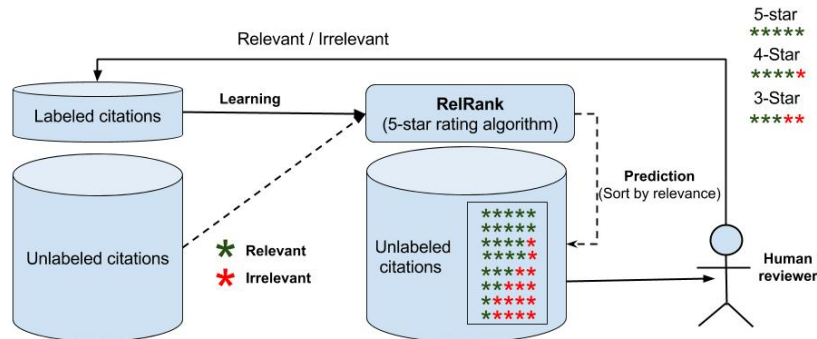 5-star
*****
Relevant / Irrelevant
4-Star
*****
3-Star
*****
Labeled citations
Learning
RelRank
(5-star rating algorithm)
Prediction
(Sort by relevance)
Unlabeled citations
* Relevant
* Irrelevant
Unlabeled
citations
*****
*****
*****
*****
*****
*****
*****
*****
Human
reviewer